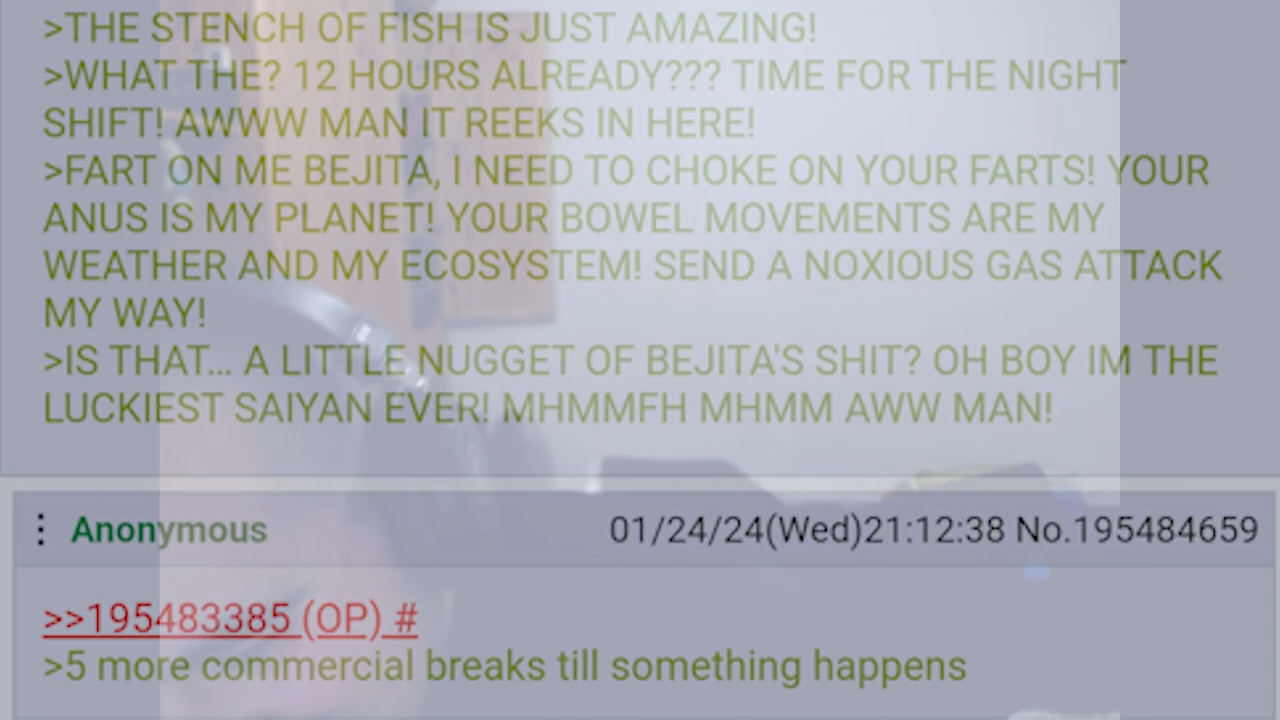 >THE STENCH OF FISH IS JUST AMAZING!
>WHAT THE? 12 HOURS ALREADY??? TIME FOR THE NIGHT
SHIFT! AWWW MAN IT REEKS IN HERE!
>FART ON ME BEJITA, I NEED TO CHOKE ON YOUR FARTS! YOUR
ANUS IS MY PLANET! YOUR BOWEL MOVEMENTS ARE MY
WEATHER AND MY ECOSYSTEM! SEND A NOXIOUS GAS ATTACK
MY WAY!
>IS THAT... A LITTLE NUGGET OF BEJITA'S SHIT? OH BOY IM THE
LUCKIEST SAIYAN EVER! MHMMFH MHMM AWW MAN!
Anonymous 01/24/24(Wed)21:12:38 No.195484659
>>195483385 (OP) #
>5 more commercial breaks till something happens